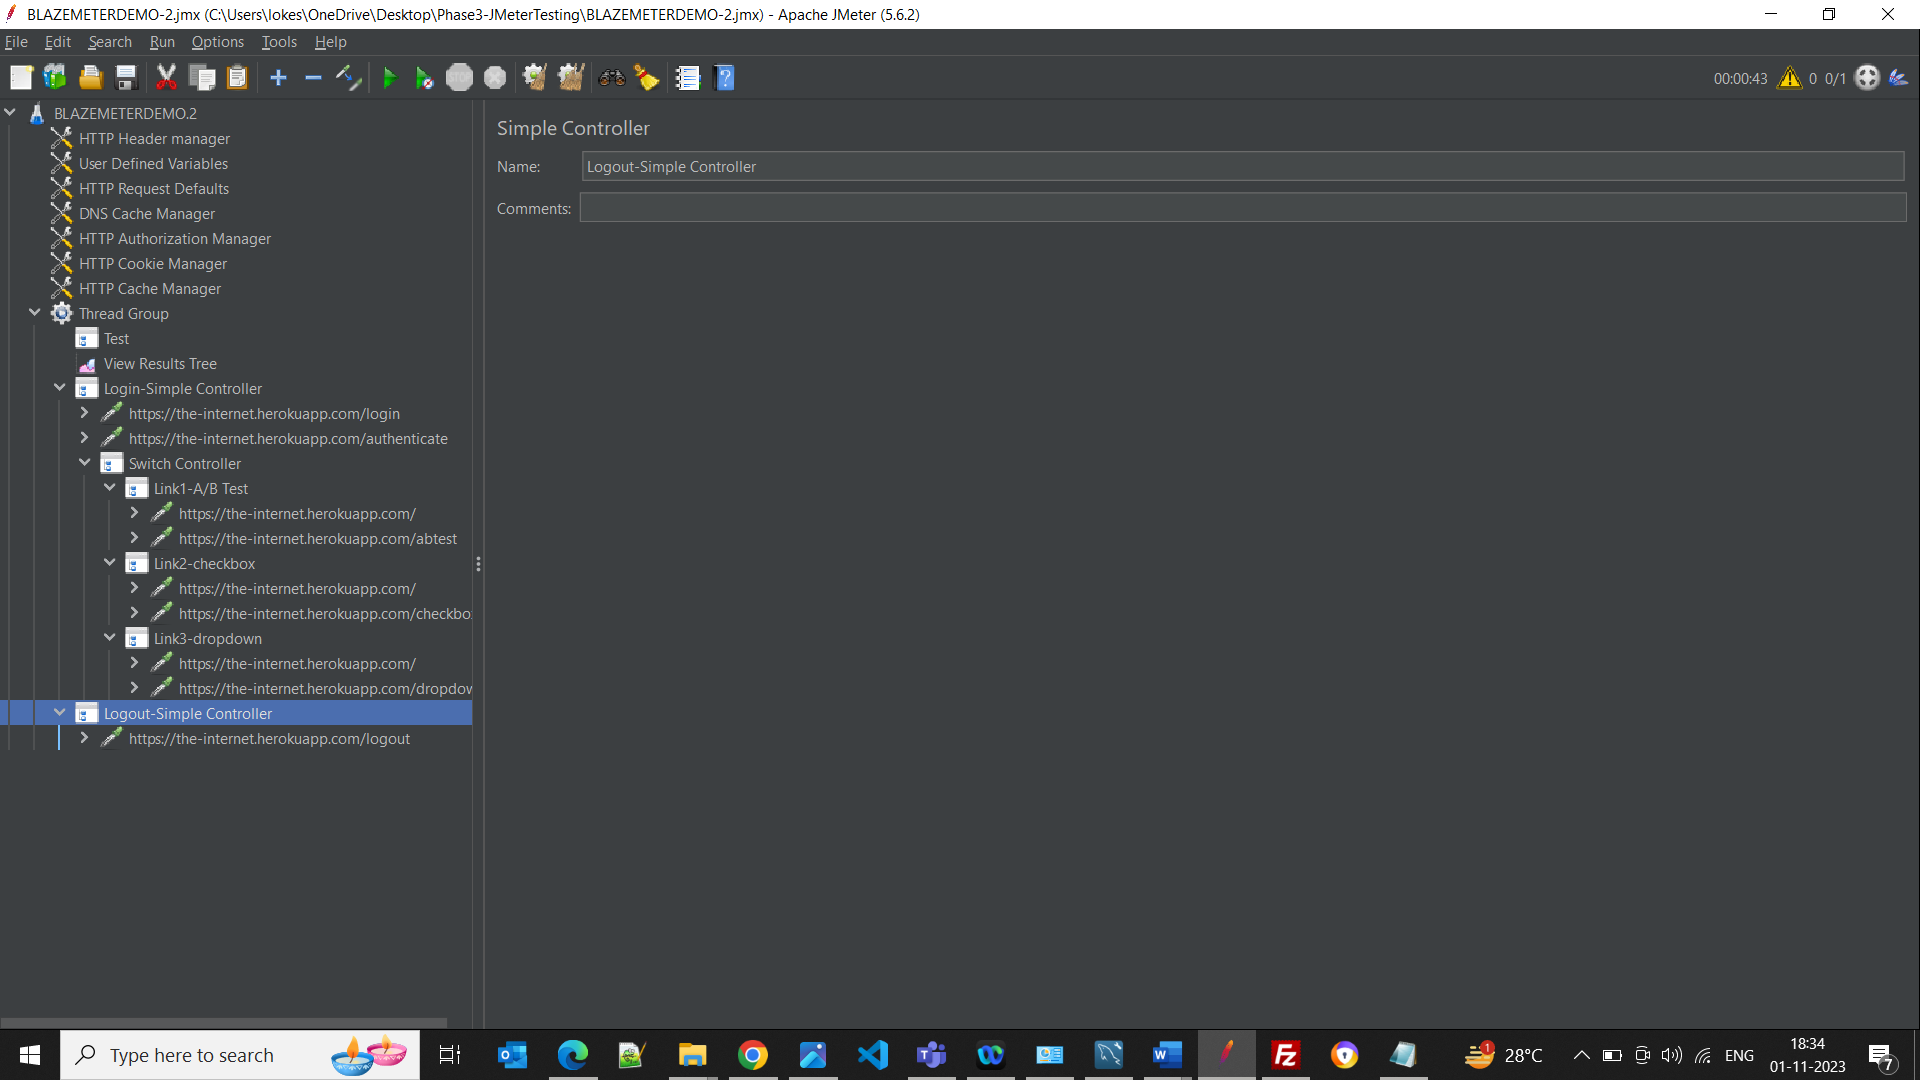 BLAZEMETERDEMO-2.jmx (C:\Users\lokes\OneDrive\Desktop\Phase3-JMeterTesting\BLAZEMETERDEMO-2.jmx) - Apache JMeter (5.6.2)
File Edit Search Run Options Tools Help
STOP
00:00:43 0 0/1
BLAZEMETERDEMO.2
HTTP Header manager
User Defined Variables
HTTP Request Defaults
DNS Cache Manager
HTTP Authorization Manager
HTTP Cookie Manager
HTTP Cache Manager
Thread Group
Test
View Results Tree
Login-Simple Controller
https://the-internet.herokuapp.com/login
https://the-internet.herokuapp.com/authenticate
Switch Controller
Link1-A/B Test
https://the-internet.herokuapp.com/
https://the-internet.herokuapp.com/abtest
Link2-checkbox
https://the-internet.herokuapp.com/
https://the-internet.herokuapp.com/checkbo
Link3-dropdown
https://the-internet.herokuapp.com/
https://the-internet.herokuapp.com/dropdow
Logout-Simple Controller
https://the-internet.herokuapp.com/logout
Simple Controller
Name: Logout-Simple Controller
Comments:
Type here to search
1 28°C
ENG
18:34
01-11-2023
7